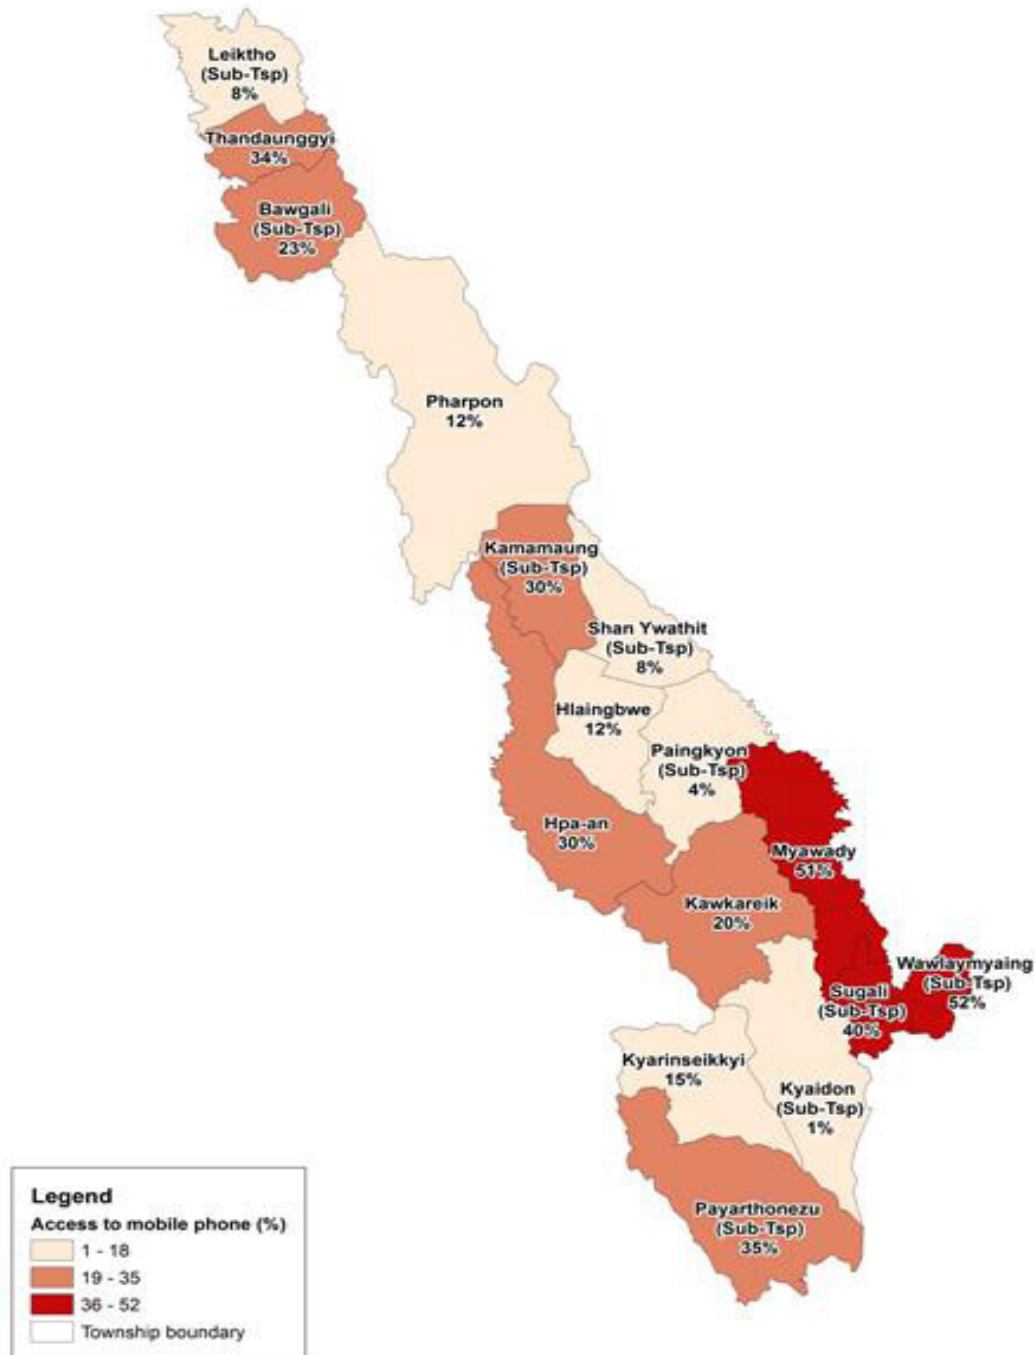 Leiktho
(Sub-Tsp)
8%
Thandaunggyi
34%
Bawgali
(Sub-Tsp)
23%
Pharpon
12%
Kamamaung
(Sub-Tsp)
30%
Shan Ywathit
(Sub-Tsp)
8%
Hlaingbwe
12%
Paingkyon
(Sub-Tsp)
4%
Hpa-an
30%
Myawady
51%
Kawkareik
20%
Wawlaymyaing
(Sub-Tsp)
52%
Sugali
(Sub-Tsp)
40%
Kyarinseikkyi
15%
Kyaidon
(Sub-Tsp)
1%
Payarthonezu
(Sub-Tsp)
35%
Legend
Access to mobile phone (%)
1 - 18
19 - 35
36 - 52
Township boundary